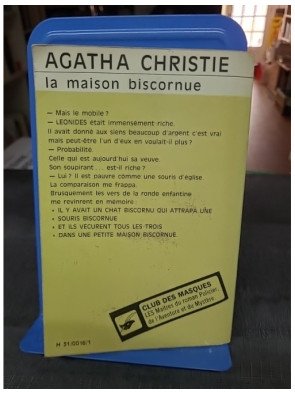 AGATHA CHRISTIE
la maison biscornue
— Mais le mobile ?
— LEONIDES était immensément riche.
Il avait donné aux siens beaucoup d'argent c'est vrai
mais peut-être l'un d'eux en voulait-il plus ?
— Probabilité.
Celle qui est aujourd'hui sa veuve.
Son soupirant . . . est-il riche ?
— Lui ? Il est pauvre comme une souris d'église.
La comparaison me frappa.
Brusquement les vers de la ronde enfantine
me revinrent en mémoire :
• IL Y AVAIT UN CHAT BISCORNU QUI ATTRAPA UNE
• SOURIS BISCORNUE
• ET ILS VECURENT TOUS LES TROIS
• DANS UNE PETITE MAISON BISCORNUE.
CLUB DES MASQUES
LES Maîtres du roman Policier,
de l'Aventure et du Mystère
H 31/0016/1